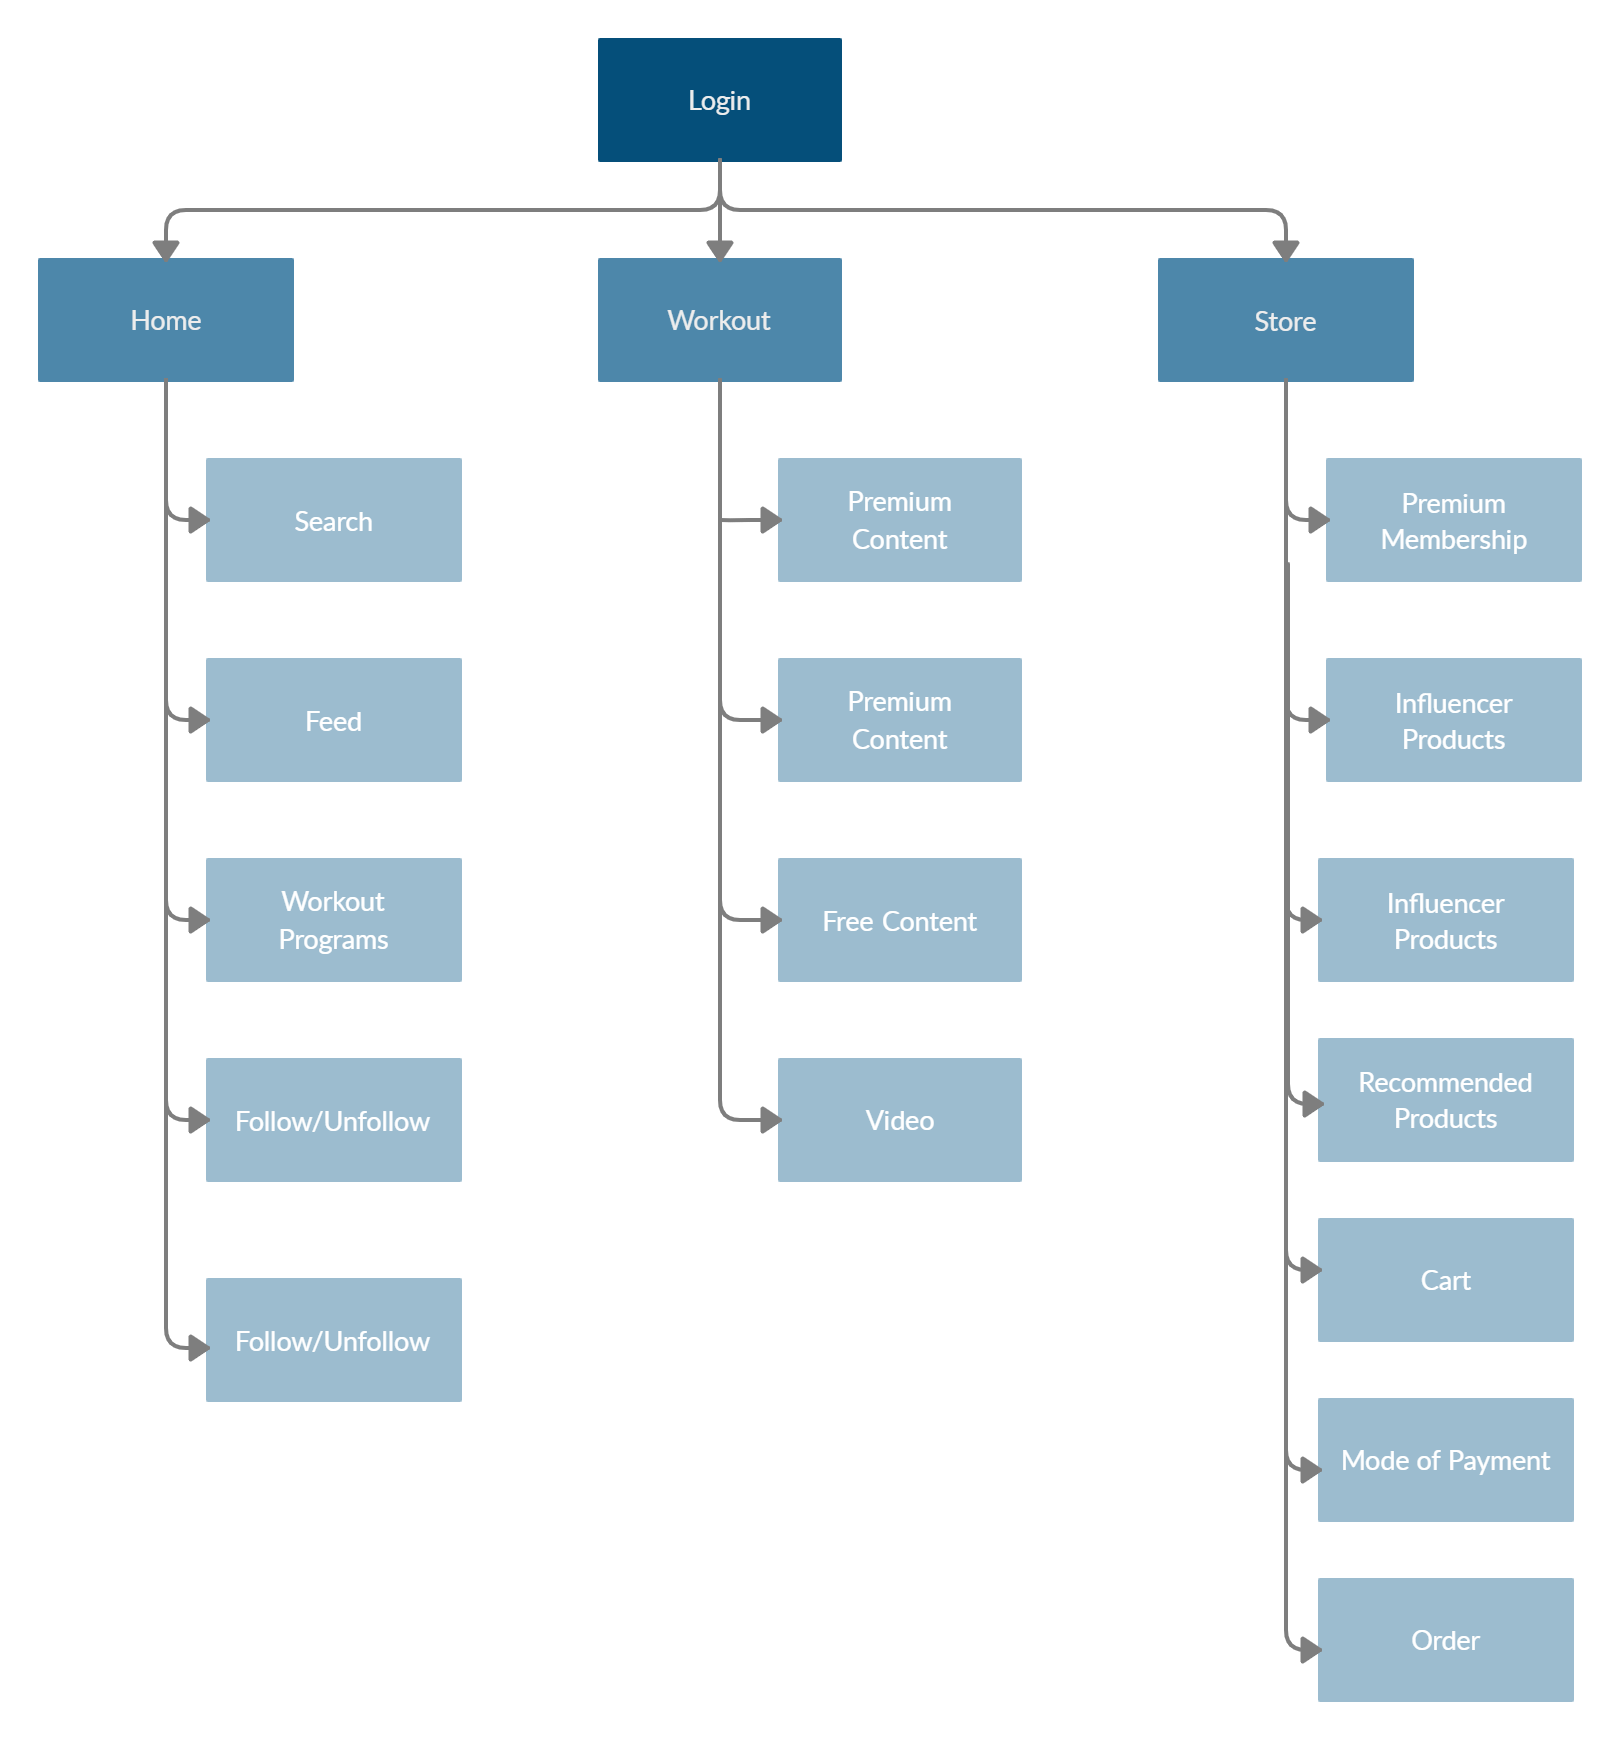 Login
Home
Workout
Store
Search
Feed
Workout
Programs
Follow/Unfollow
Follow/Unfollow
Premium
Content
Premium
Content
Free Content
Video
Premium
Membership
Influencer
Products
Influencer
Products
Recommended
Products
Cart
Mode of Payment
Order